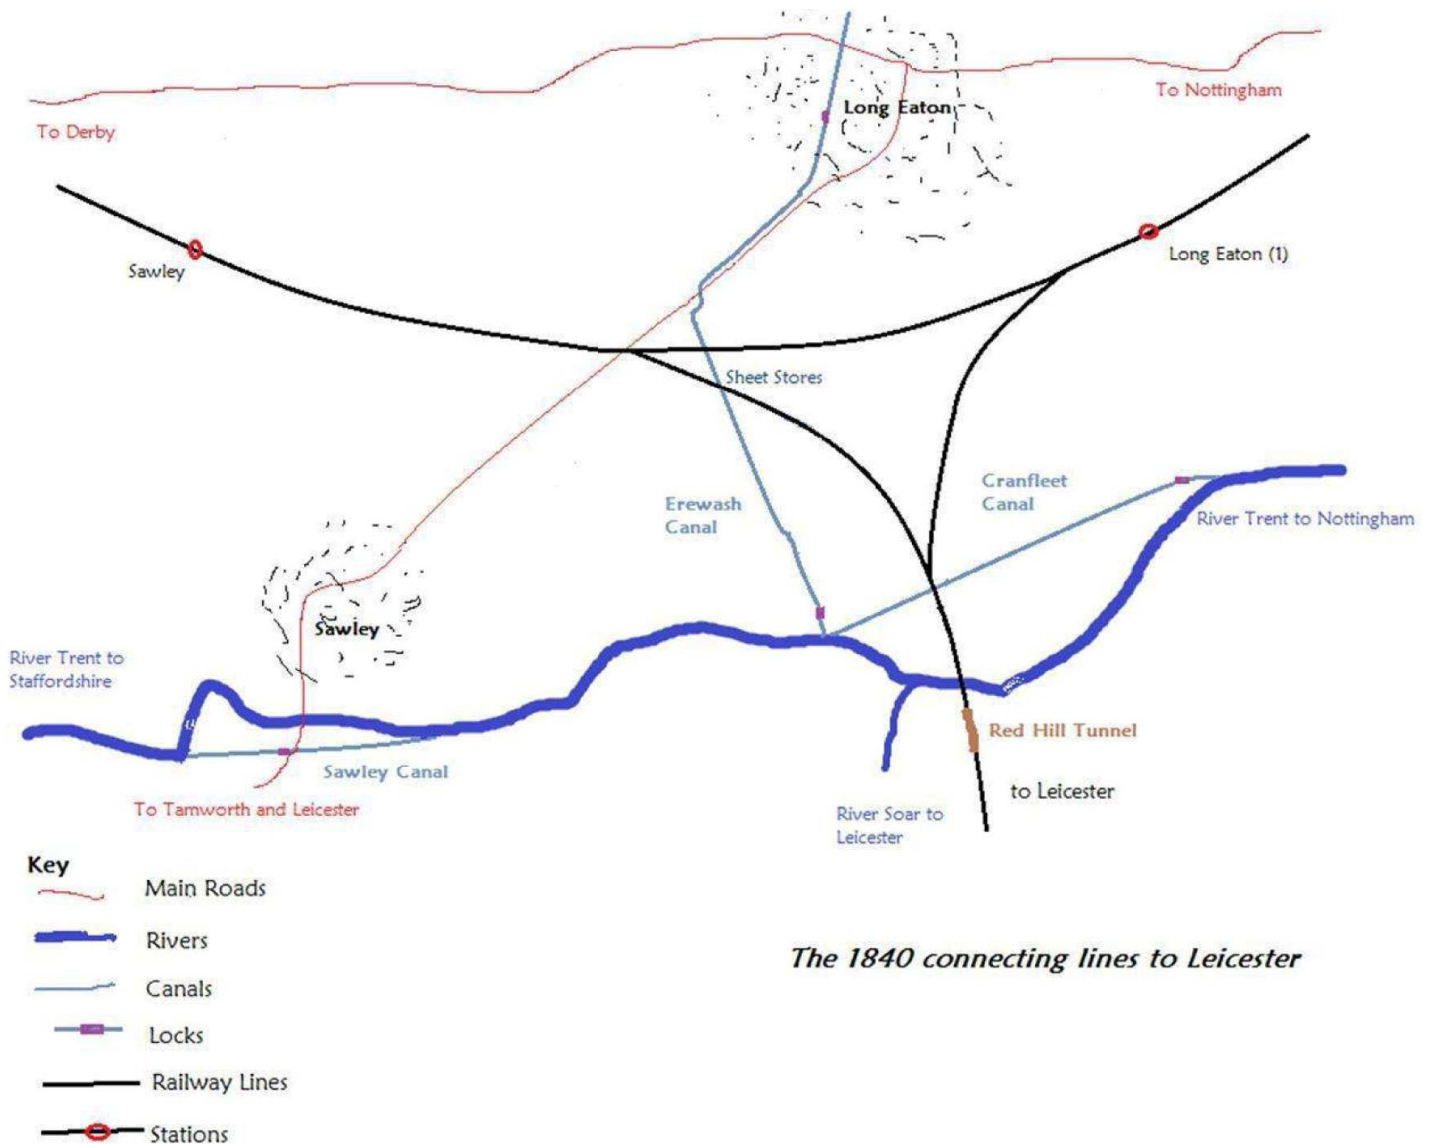 Long Eaton
To Nottingham
To Derby
Sawley
Long Eaton (1)
Sheet Stores
Erewash
Canal
Cranfleet
Canal
River Trent to Nottingham
Sawley
River Trent to
Staffordshire
Red Hill Tunnel
Sawley Canal
to Leicester
To Tamworth and Leicester
River Soar to
Leicester
Key
Main Roads
Rivers
Canals
Locks
Railway Lines
Stations
The 1840 connecting lines to Leicester